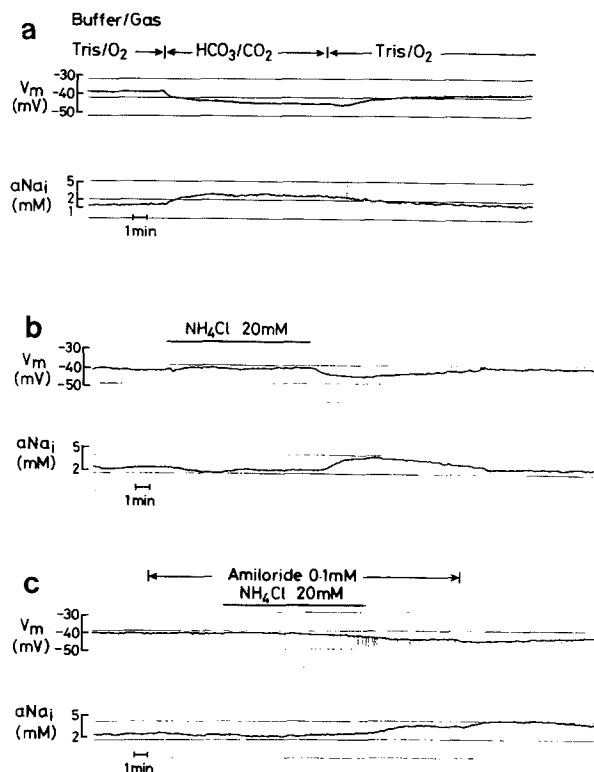 a
Buffer/Gas
Tris/O₂ HCO₃/CO₂ Tris/O₂
Vm (mV)
-30
-40
-50
aNai (mM)
5
2
1
1min
b
NH₄Cl 20mM
Vm (mV)
-30
-40
-50
aNai (mM)
5
2
1min
c
Amiloride 0·1mM
NH₄Cl 20mM
Vm (mV)
-30
-40
-50
aNai (mM)
5
2
1min